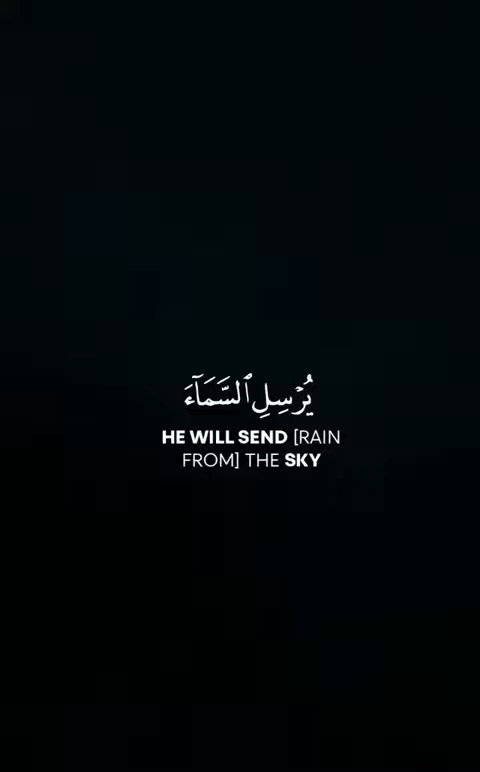 يُرْسِلِ ٱلسَّمَآءَ
HE WILL SEND [RAIN
FROM] THE SKY